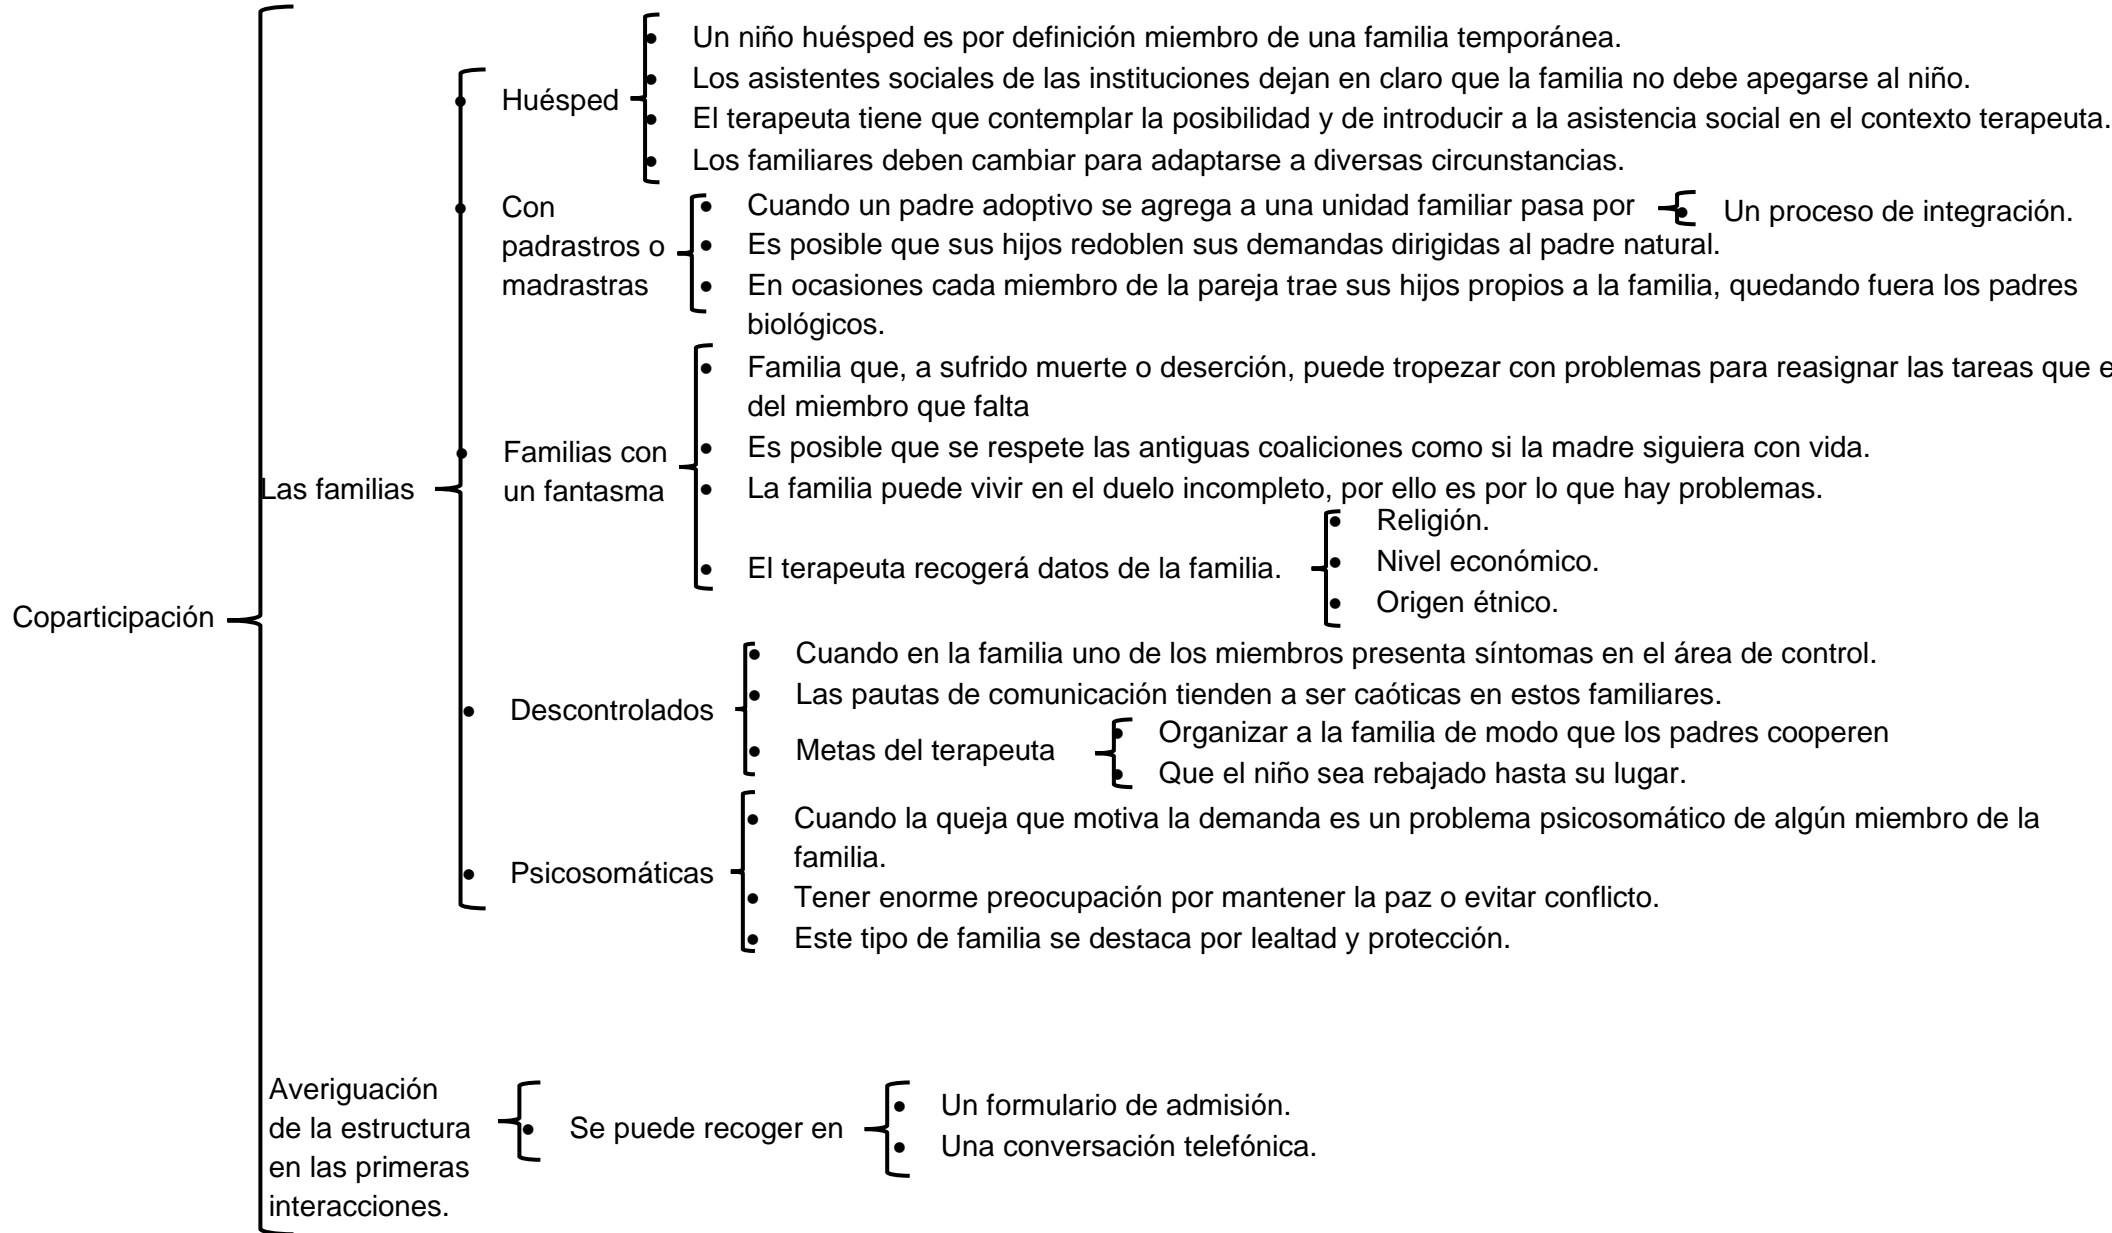 Coparticipación
Las familias
Huésped
Un niño huésped es por definición miembro de una familia temporánea.
Los asistentes sociales de las instituciones dejan en claro que la familia no debe apegarse al niño.
El terapeuta tiene que contemplar la posibilidad y de introducir a la asistencia social en el contexto terapeuta.
Los familiares deben cambiar para adaptarse a diversas circunstancias.
Con
padrastros o
madrastras
Cuando un padre adoptivo se agrega a una unidad familiar pasa por
Un proceso de integración.
Es posible que sus hijos redoblen sus demandas dirigidas al padre natural.
En ocasiones cada miembro de la pareja trae sus hijos propios a la familia, quedando fuera los padres
biológicos.
Familias con
un fantasma
Familia que, a sufrido muerte o deserción, puede tropezar con problemas para reasignar las tareas que
del miembro que falta
Es posible que se respete las antiguas coaliciones como si la madre siguiera con vida.
La familia puede vivir en el duelo incompleto, por ello es por lo que hay problemas.
El terapeuta recogerá datos de la familia.
Religión.
Nivel económico.
Origen étnico.
Descontrolados
Cuando en la familia uno de los miembros presenta síntomas en el área de control.
Las pautas de comunicación tienden a ser caóticas en estos familiares.
Metas del terapeuta
Organizar a la familia de modo que los padres cooperen
Que el niño sea rebajado hasta su lugar.
Psicosomáticas
Cuando la queja que motiva la demanda es un problema psicosomático de algún miembro de la
familia.
Tener enorme preocupación por mantener la paz o evitar conflicto.
Este tipo de familia se destaca por lealtad y protección.
Averiguación
de la estructura
en las primeras
interacciones.
Se puede recoger en
Un formulario de admisión.
Una conversación telefónica.